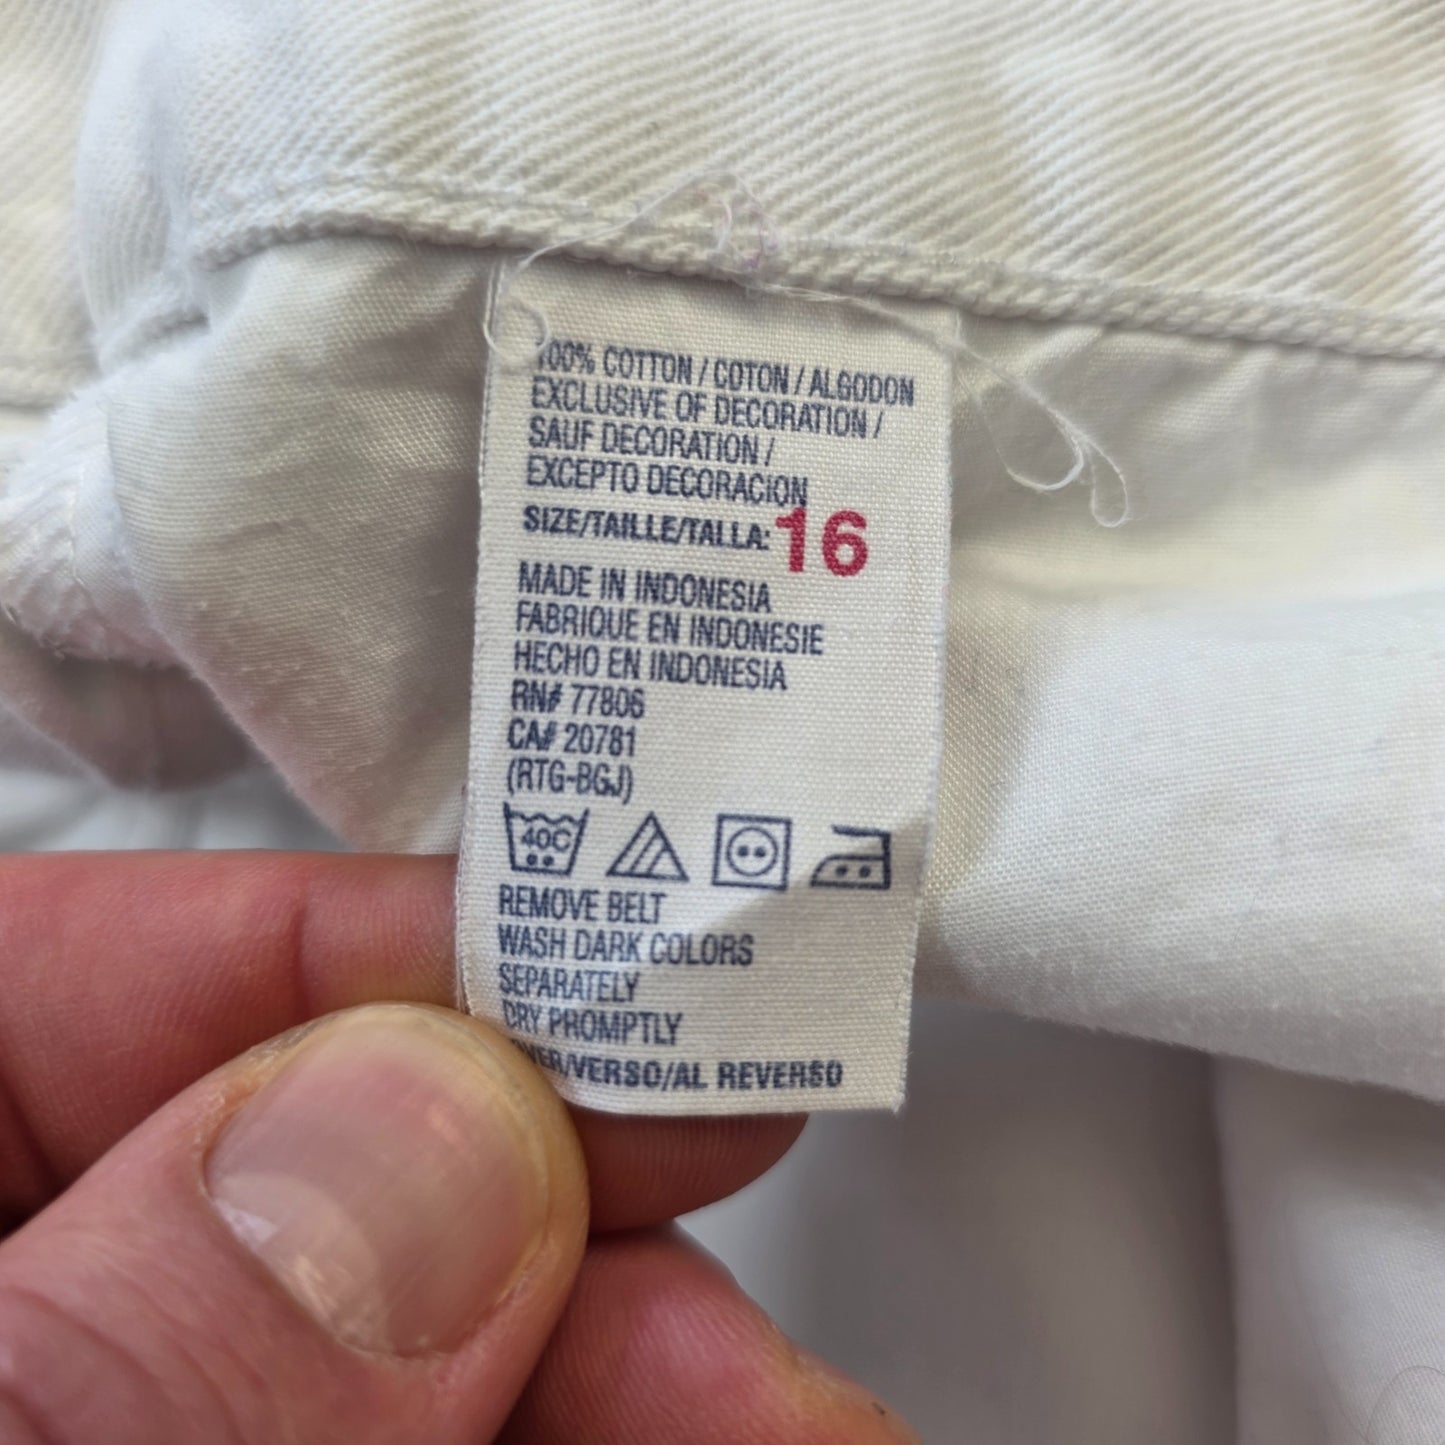 100% COTTON / COTON / ALGODON
EXCLUSIVE OF DECORATION /
SAUF DECORATION /
EXCEPTO DECORACION
SIZE/TAILLE/TALLA: 16
MADE IN INDONESIA
FABRIQUE EN INDONESIE
HECHO EN INDONESIA
RN# 77806
CA# 20781
(RTG-BGJ)
40C
REMOVE BELT
WASH DARK COLORS
SEPARATELY
DRY PROMPTLY
OVER/VERSO/AL REVERSO